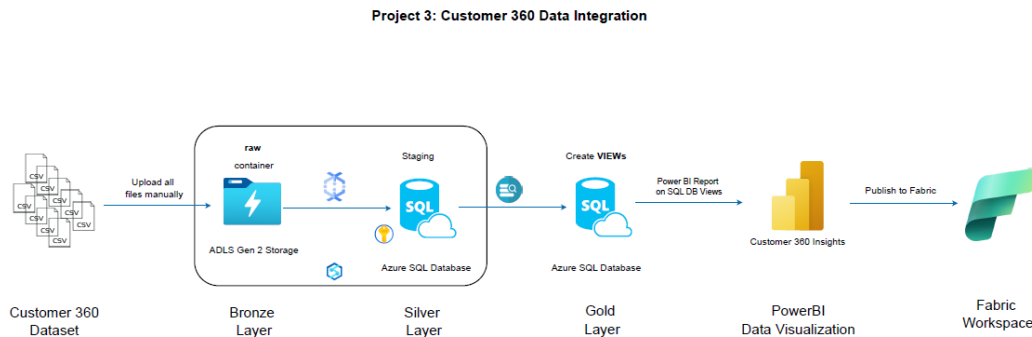 Project 3: Customer 360 Data Integration
CSV
CSV
CSV
CSV
CSV
CSV
CSV
CSV
CSV
Upload all
files manually
raw
container
ADLS Gen 2 Storage
Staging
SQL
Azure SQL Database
Create VIEWs
SQL
Azure SQL Database
Power BI Report
on SQL DB Views
Customer 360 Insights
Publish to Fabric
Customer 360
Dataset
Bronze
Layer
Silver
Layer
Gold
Layer
PowerBI
Data Visualization
Fabric
Workspace